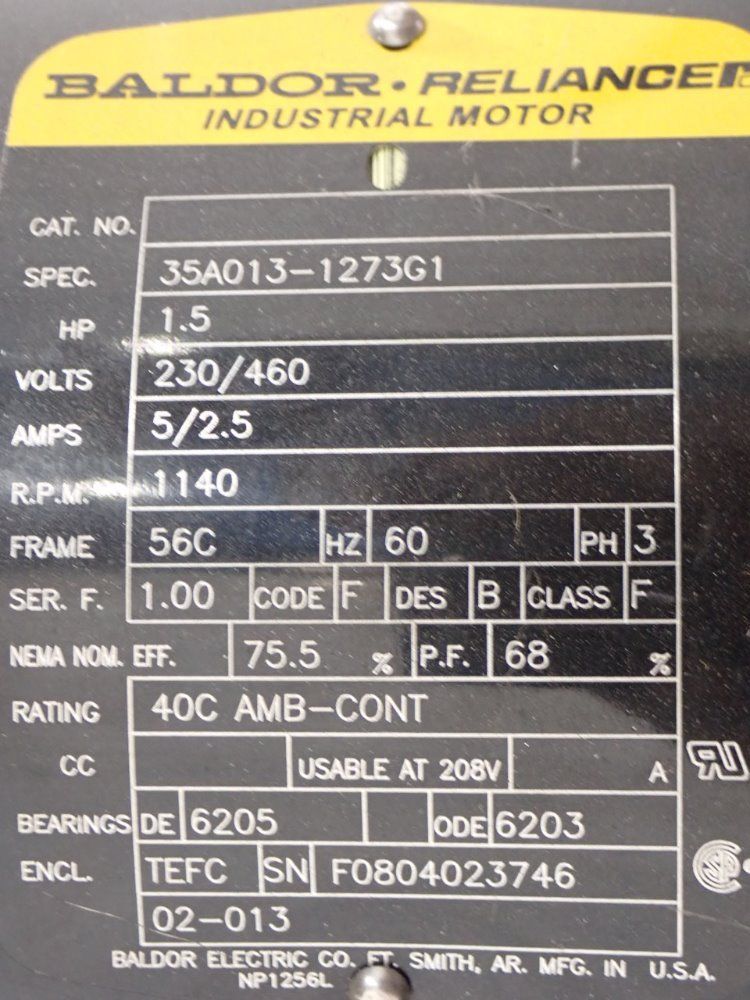 BALDOR • RELIANCER
INDUSTRIAL MOTOR
CAT. NO.
SPEC. 35A013-1273G1
HP 1.5
VOLTS 230/460
AMPS 5/2.5
R.P.M. 1140
FRAME 56C HZ 60 PH 3
SER. F. 1.00 CODE F DES B CLASS F
NEMA NOM. EFF. 75.5 % P.F. 68 %
RATING 40C AMB-CONT
CC USABLE AT 208V A
BEARINGS DE 6205 ODE 6203
ENCL. TEFC SN F0804023746
02-013
BALDOR ELECTRIC CO. FT. SMITH, AR. MFG. IN U.S.A.
NP1256L